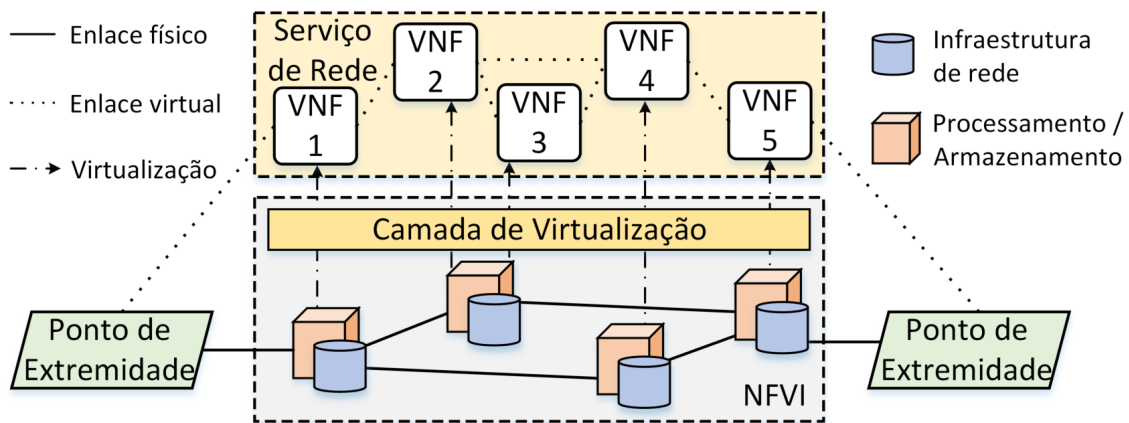 Enlace físico
Enlace virtual
Virtualização
Serviço
de Rede
VNF
1
VNF
2
VNF
3
VNF
4
VNF
5
Infraestrutura
de rede
Processamento /
Armazenamento
Camada de Virtualização
Ponto de
Extremidade
NFVI
Ponto de
Extremidade